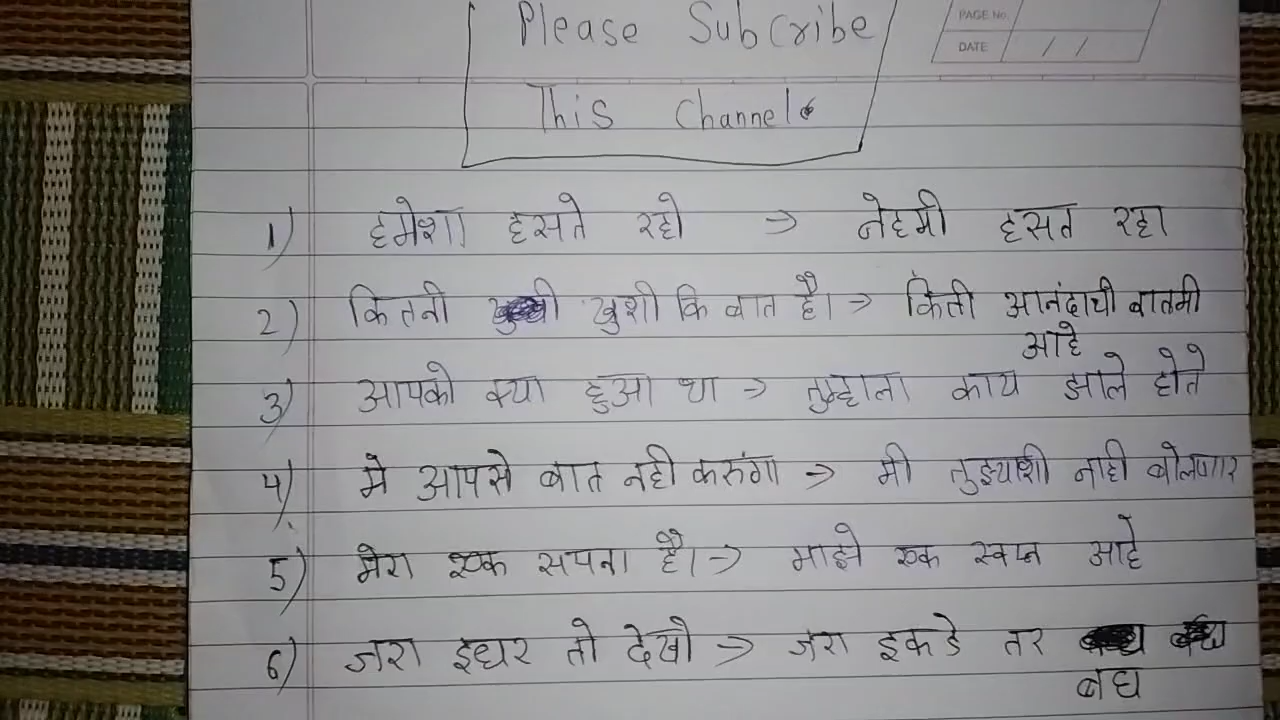 PAGE No.
DATE / /
Please Subcribe
This Channel
1) हमेशा हसते रहो → नेहमी हसत रहा
2) कितनी खुशी कि बात है। → किंती आनंदाची बातमी
आहे
3) आपको क्या हुआ था → तुम्हाला काय झाले होते
4) मे आपसे बात नही करुंगा → मी तुझ्याशी नाही बोलणार
5) मेरा एक सपना है। → माझे एक स्वप्न आहे
6) जरा इधर तो देखो → जरा इकडे तर
बघ